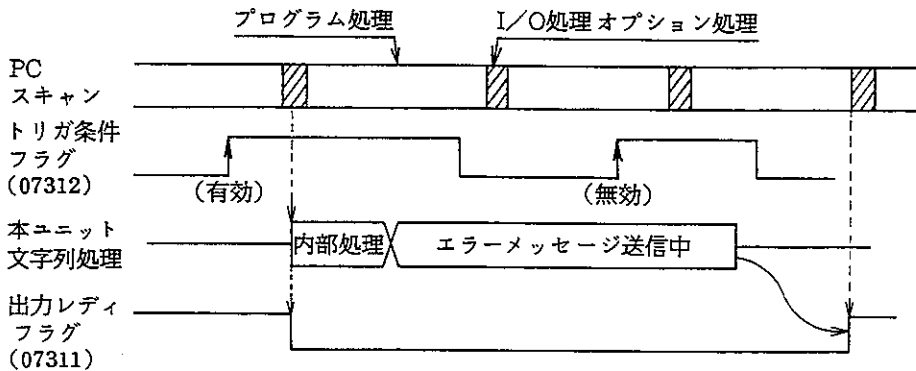 プログラム処理
I/O処理 オプション処理
PC
スキャン
トリガ条件
フラグ
(07312)
(有効)
(無効)
本ユニット
文字列処理
内部処理
エラーメッセージ送信中
出力レディ
フラグ
(07311)